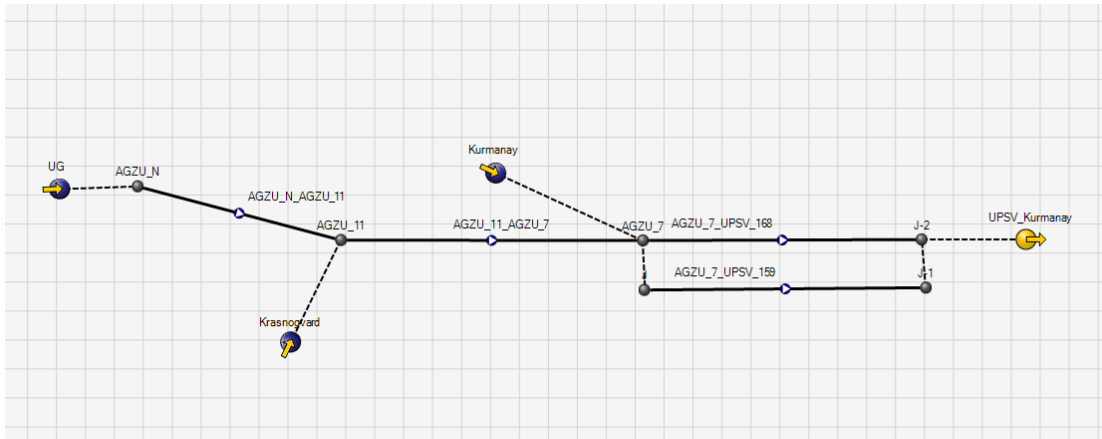 Kurmanay
UG
AGZU_N
AGZU_N_AGZU_11
AGZU_11
AGZU_11_AGZU_7
AGZU_7
AGZU_7_UPSV_168
J-2
UPSV_Kurmanay
AGZU_7_UPSV_159
J-1
Krasnogvard